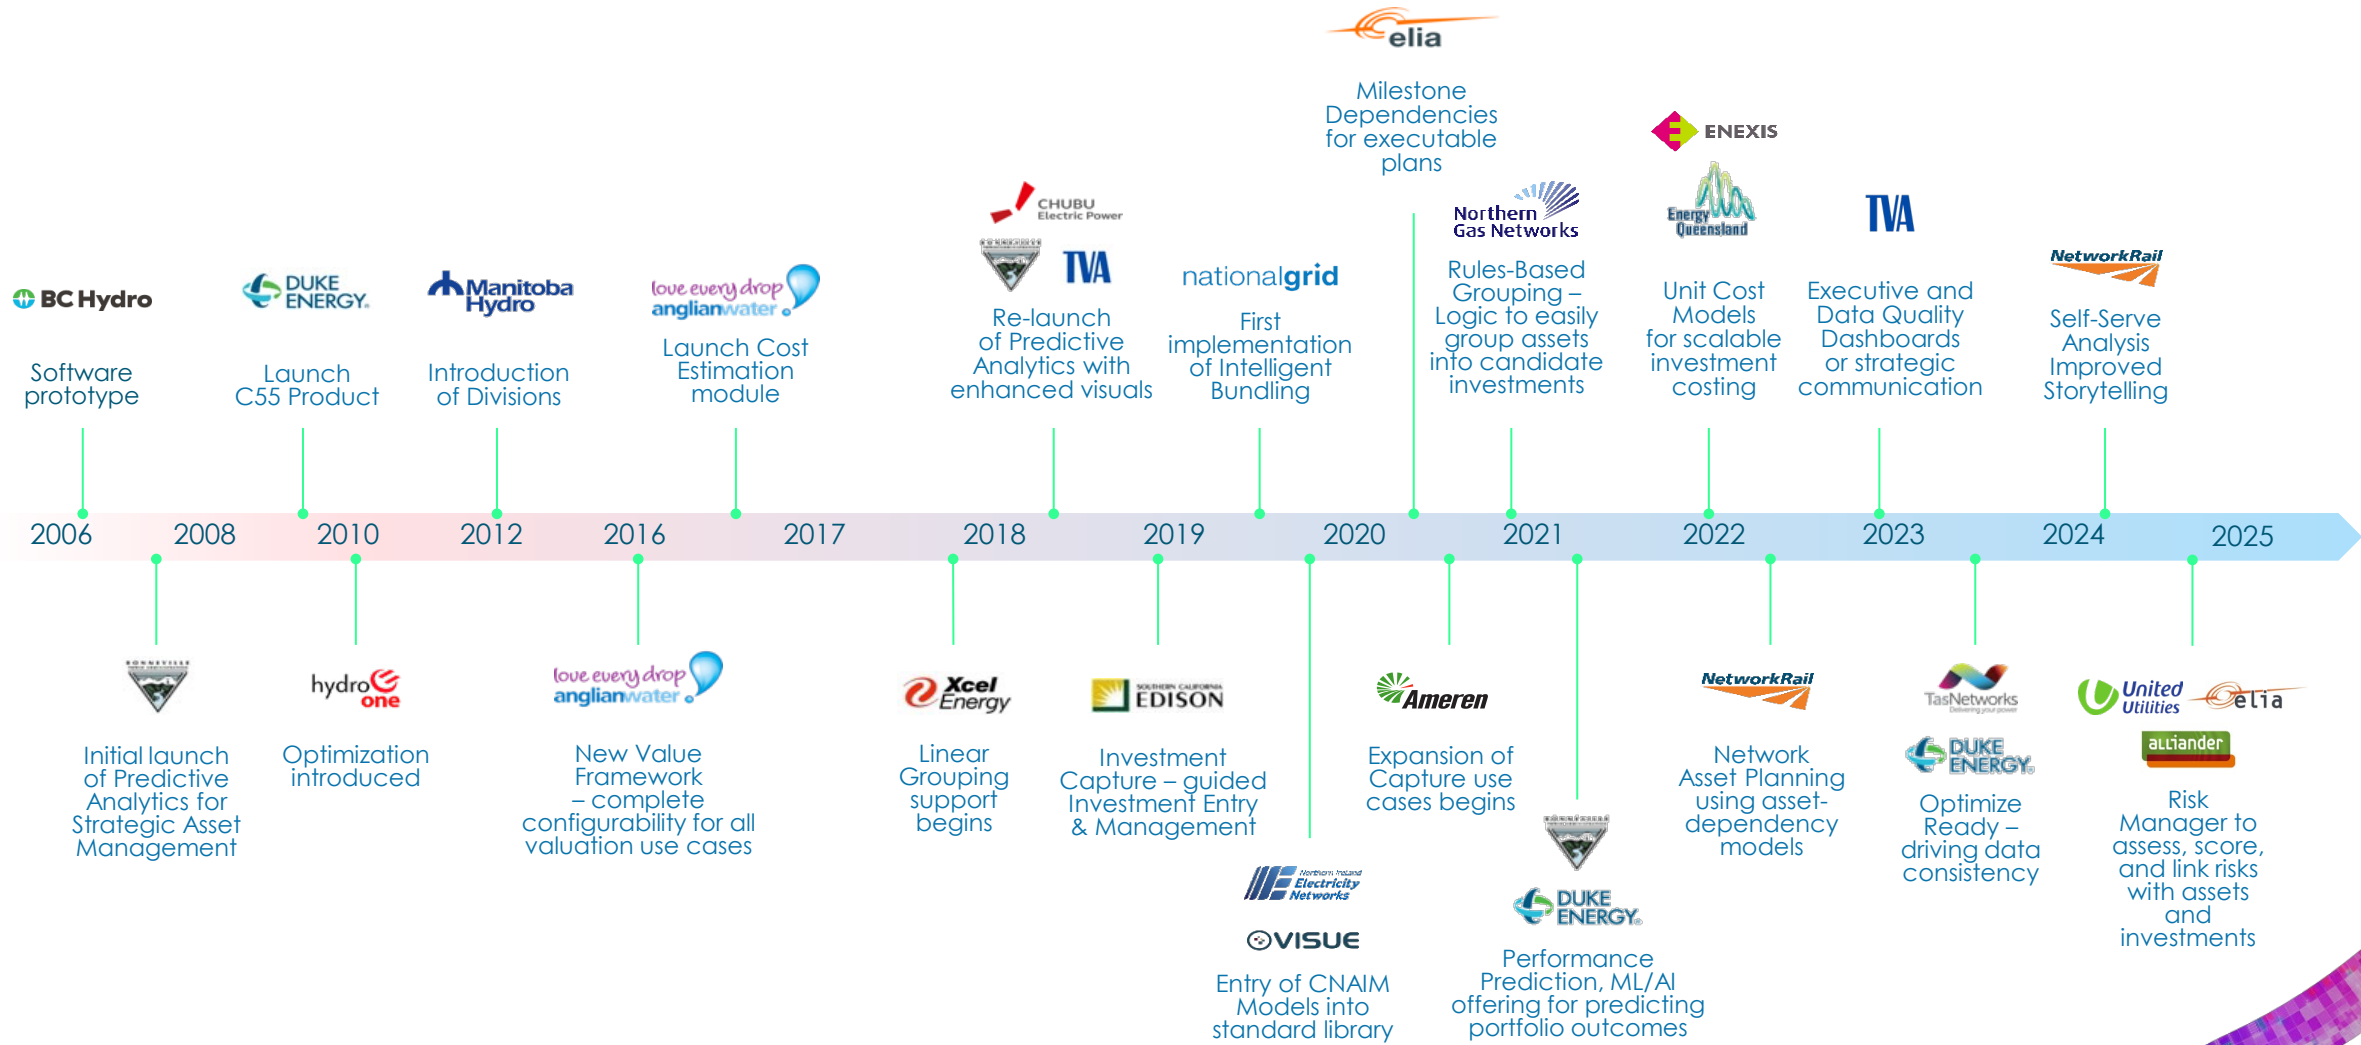 elia
Milestone
Dependencies
for executable
plans
BC Hydro
Software
prototype
DUKE
ENERGY®
Launch
C55 Product
Manitoba
Hydro
Introduction
of Divisions
love every drop
anglianwater
Launch Cost
Estimation
module
CHUBU
Electric Power
BONNEVILLE
TVA
Re-launch
of Predictive
Analytics with
enhanced visuals
nationalgrid
First
implementation
of Intelligent
Bundling
Northern
Gas Networks
Rules-Based
Grouping –
Logic to easily
group assets
into candidate
investments
ENEXIS
Energy
Queensland
Unit Cost
Models
for scalable
investment
costing
TVA
Executive and
Data Quality
Dashboards
or strategic
communication
NetworkRail
Self-Serve
Analysis
Improved
Storytelling
2006 2008 2010 2012 2016 2017 2018 2019 2020 2021 2022 2023 2024 2025
BONNEVILLE
Initial launch
of Predictive
Analytics for
Strategic Asset
Management
hydro
one
Optimization
introduced
love every drop
anglianwater
New Value
Framework
– complete
configurability for all
valuation use cases
Xcel
Energy
Linear
Grouping
support
begins
SOUTHERN CALIFORNIA
EDISON
Investment
Capture – guided
Investment Entry
& Management
Northern Ireland
Electricity
Networks
VISUE
Entry of CNAIM
Models into
standard library
Ameren
Expansion of
Capture use
cases begins
BONNEVILLE
DUKE
ENERGY®
Performance
Prediction, ML/AI
offering for predicting
portfolio outcomes
NetworkRail
Network
Asset Planning
using asset-
dependency
models
TasNetworks
Delivering your power
DUKE
ENERGY®
Optimize
Ready –
driving data
consistency
United
Utilities
elia
alliander
Risk
Manager to
assess, score,
and link risks
with assets
and
investments